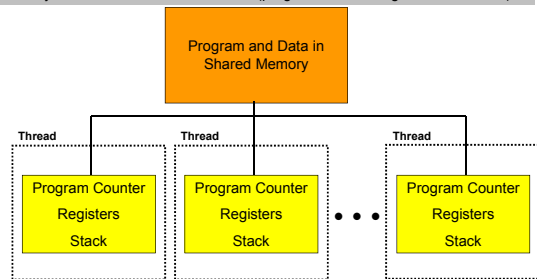 Program and Data in
Shared Memory
Thread
Thread
Thread
Program Counter
Registers
Stack
Program Counter
Registers
Stack
Program Counter
Registers
Stack